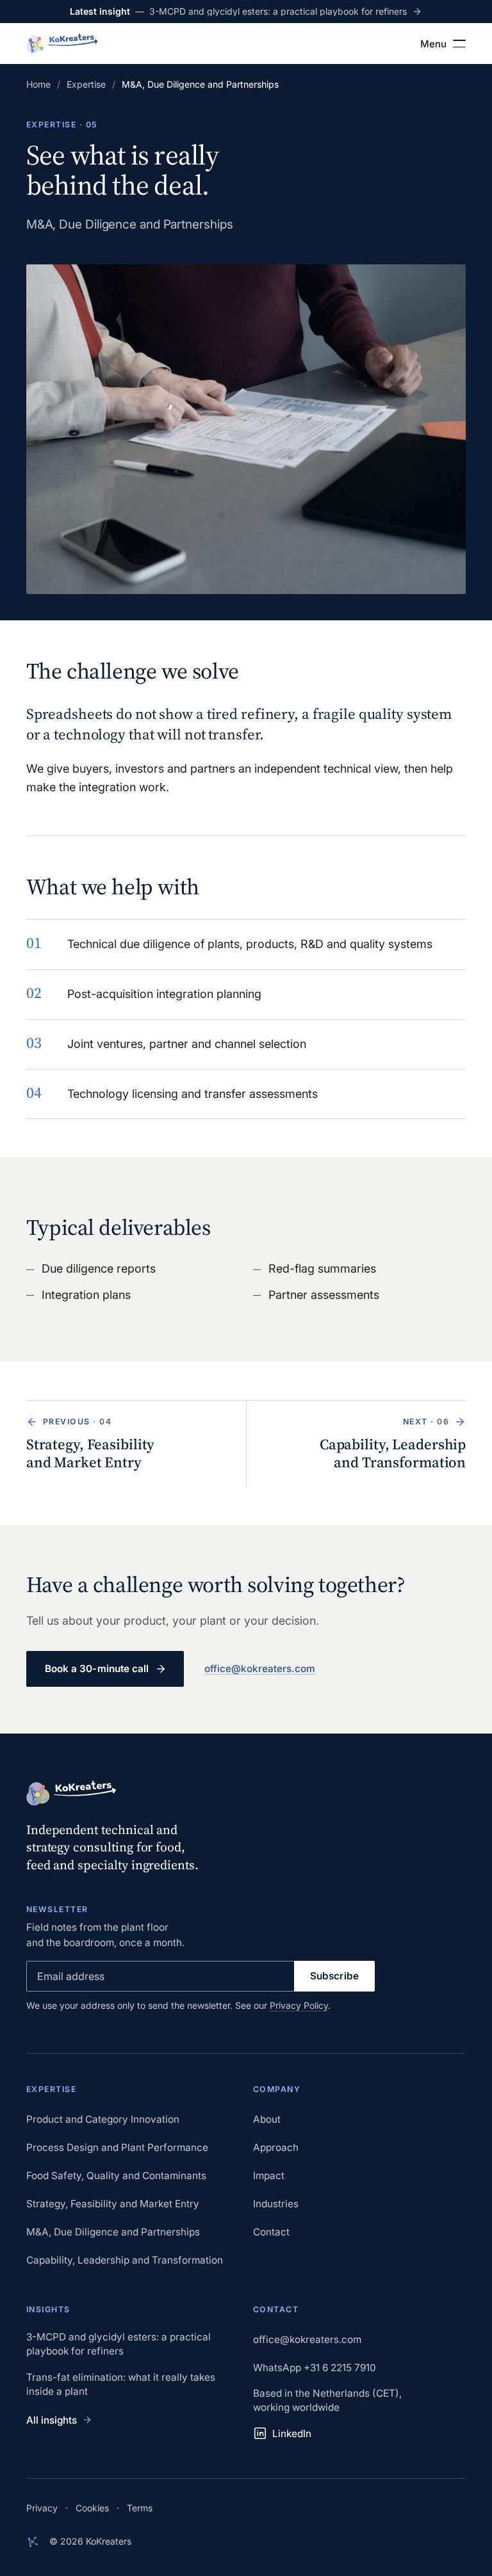 Latest insight — 3-MCPD and glycidyl esters: a practical playbook for refiners →
KoKreaters
Menu
Home / Expertise / M&A, Due Diligence and Partnerships
EXPERTISE · 05
See what is really
behind the deal.
M&A, Due Diligence and Partnerships
The challenge we solve
Spreadsheets do not show a tired refinery, a fragile quality system
or a technology that will not transfer.
We give buyers, investors and partners an independent technical view, then help
make the integration work.
What we help with
01 Technical due diligence of plants, products, R&D and quality systems
02 Post-acquisition integration planning
03 Joint ventures, partner and channel selection
04 Technology licensing and transfer assessments
Typical deliverables
— Due diligence reports
— Red-flag summaries
— Integration plans
— Partner assessments
← PREVIOUS · 04
Strategy, Feasibility
and Market Entry
NEXT · 06 →
Capability, Leadership
and Transformation
Have a challenge worth solving together?
Tell us about your product, your plant or your decision.
Book a 30-minute call →
office@kokreaters.com
KoKreaters
Independent technical and
strategy consulting for food,
feed and specialty ingredients.
NEWSLETTER
Field notes from the plant floor
and the boardroom, once a month.
Email address
Subscribe
We use your address only to send the newsletter. See our Privacy Policy.
EXPERTISE
Product and Category Innovation
Process Design and Plant Performance
Food Safety, Quality and Contaminants
Strategy, Feasibility and Market Entry
M&A, Due Diligence and Partnerships
Capability, Leadership and Transformation
COMPANY
About
Approach
Impact
Industries
Contact
INSIGHTS
3-MCPD and glycidyl esters: a practical
playbook for refiners
Trans-fat elimination: what it really takes
inside a plant
All insights →
CONTACT
office@kokreaters.com
WhatsApp +31 6 2215 7910
Based in the Netherlands (CET),
working worldwide
LinkedIn
Privacy · Cookies · Terms
© 2026 KoKreaters